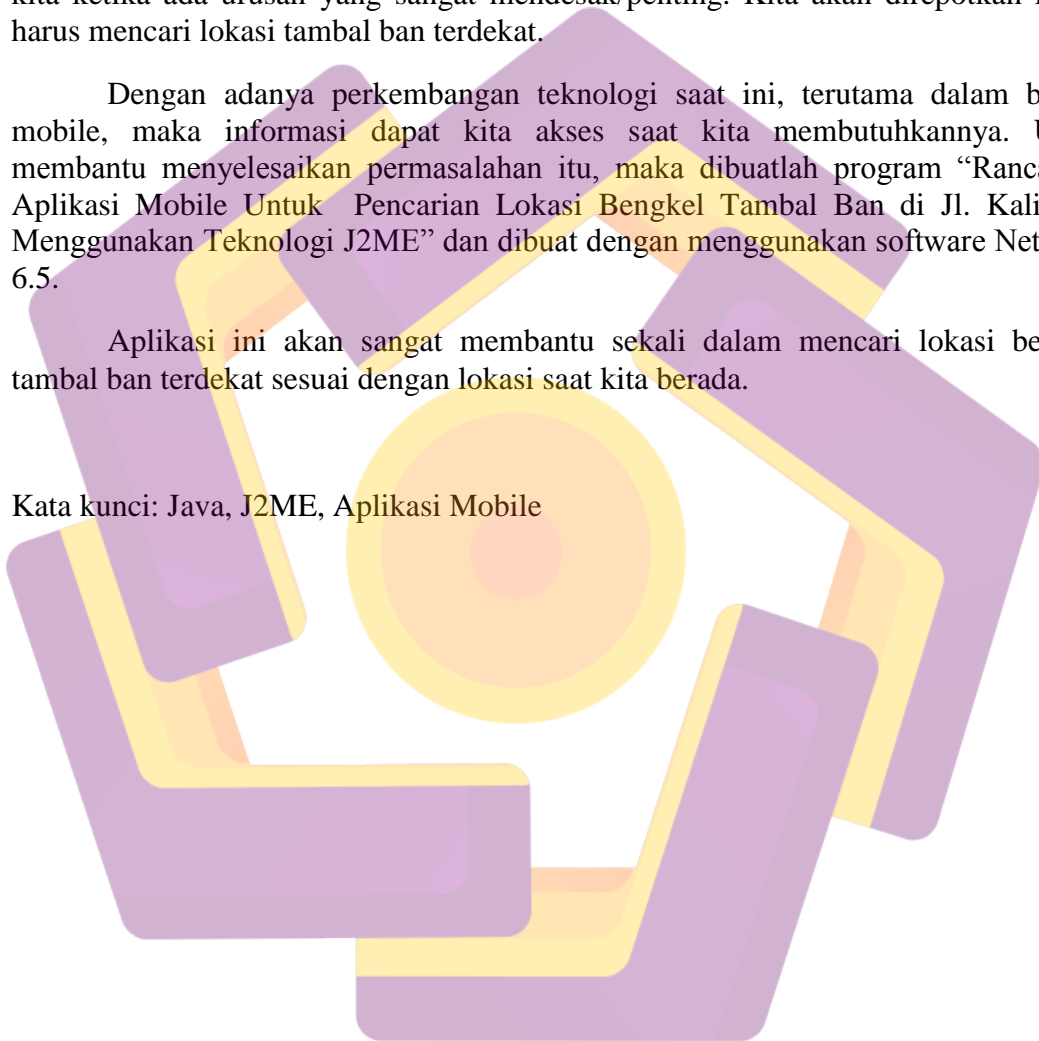 kita ketika ada urusan yang sangat mendesak/penting. Kita akan direpotkan
harus mencari lokasi tambal ban terdekat.
Dengan adanya perkembangan teknologi saat ini, terutama dalam
mobile, maka informasi dapat kita akses saat kita membutuhkannya.
membantu menyelesaikan permasalahan itu, maka dibuatlah program “
Aplikasi Mobile Untuk Pencarian Lokasi Bengkel Tambal Ban di Jl.
Menggunakan Teknologi J2ME” dan dibuat dengan menggunakan software
6.5.
Aplikasi ini akan sangat membantu sekali dalam mencari lokasi
tambal ban terdekat sesuai dengan lokasi saat kita berada.
Kata kunci: Java, J2ME, Aplikasi Mobile